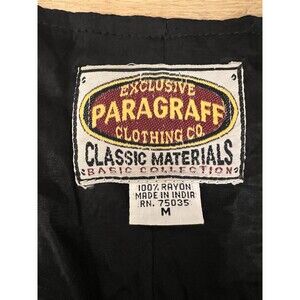 EXCLUSIVE
PARAGRAFF
CLOTHING CO.
CLASSIC MATERIALS
BASIC COLLECTION
100% RAYON
MADE IN INDIA
RN. 75035
M